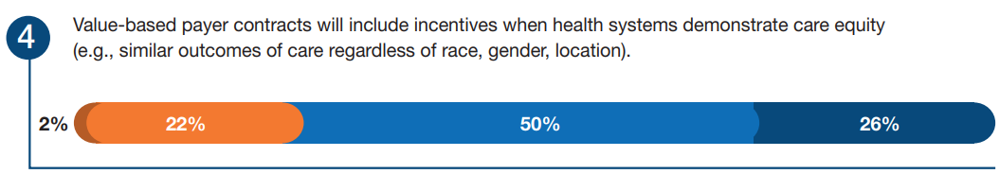 4
Value-based payer contracts will include incentives when health systems demonstrate care equity
(e.g., similar outcomes of care regardless of race, gender, location).
2% 22% 50% 26%